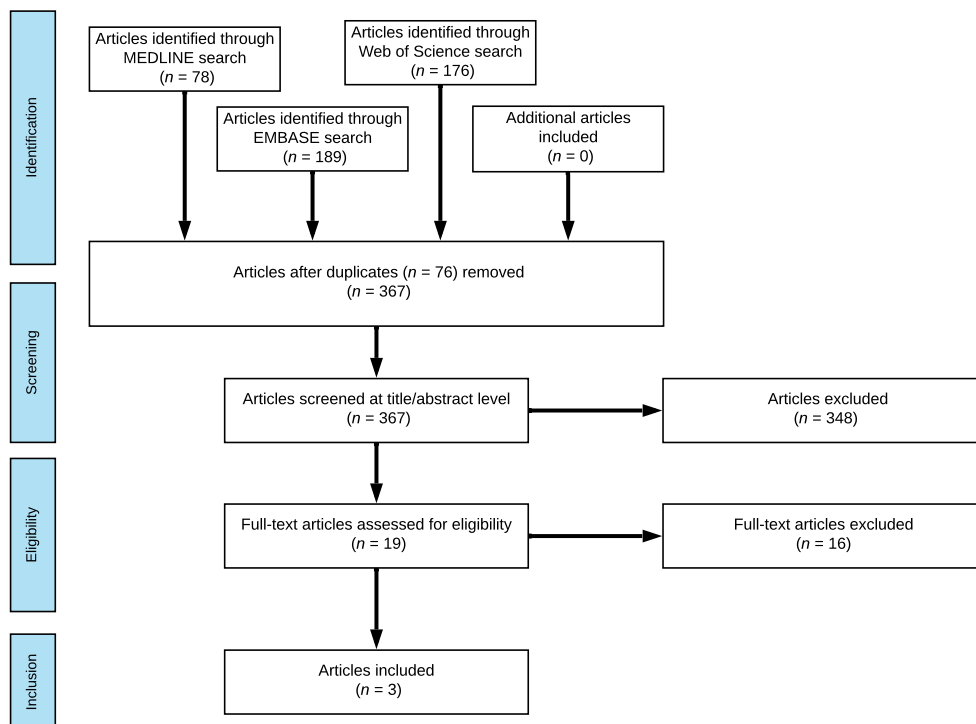 Identification
Articles identified through
MEDLINE search
(n = 78)
Articles identified through
Web of Science search
(n = 176)
Articles identified through
EMBASE search
(n = 189)
Additional articles
included
(n = 0)
Articles after duplicates (n = 76) removed
(n = 367)
Screening
Articles screened at title/abstract level
(n = 367)
Articles excluded
(n = 348)
Eligibility
Full-text articles assessed for eligibility
(n = 19)
Full-text articles excluded
(n = 16)
Inclusion
Articles included
(n = 3)